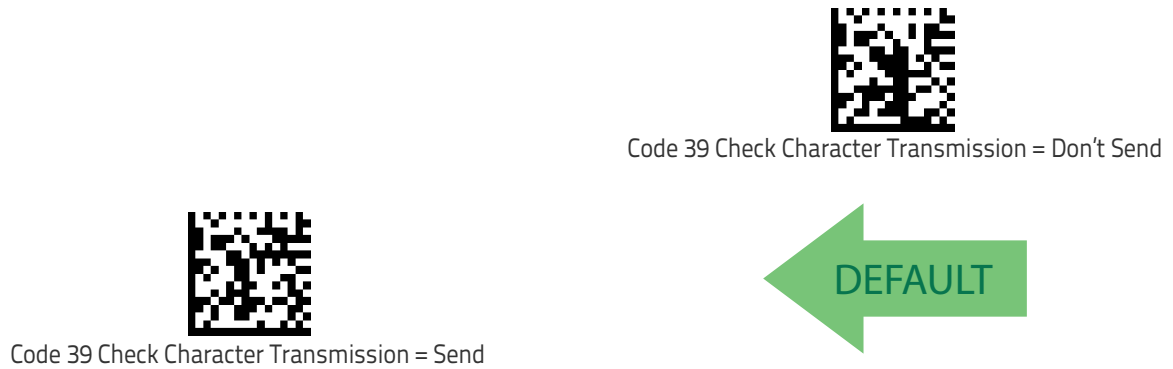 Code 39 Check Character Transmission = Don't Send
DEFAULT
Code 39 Check Character Transmission = Send